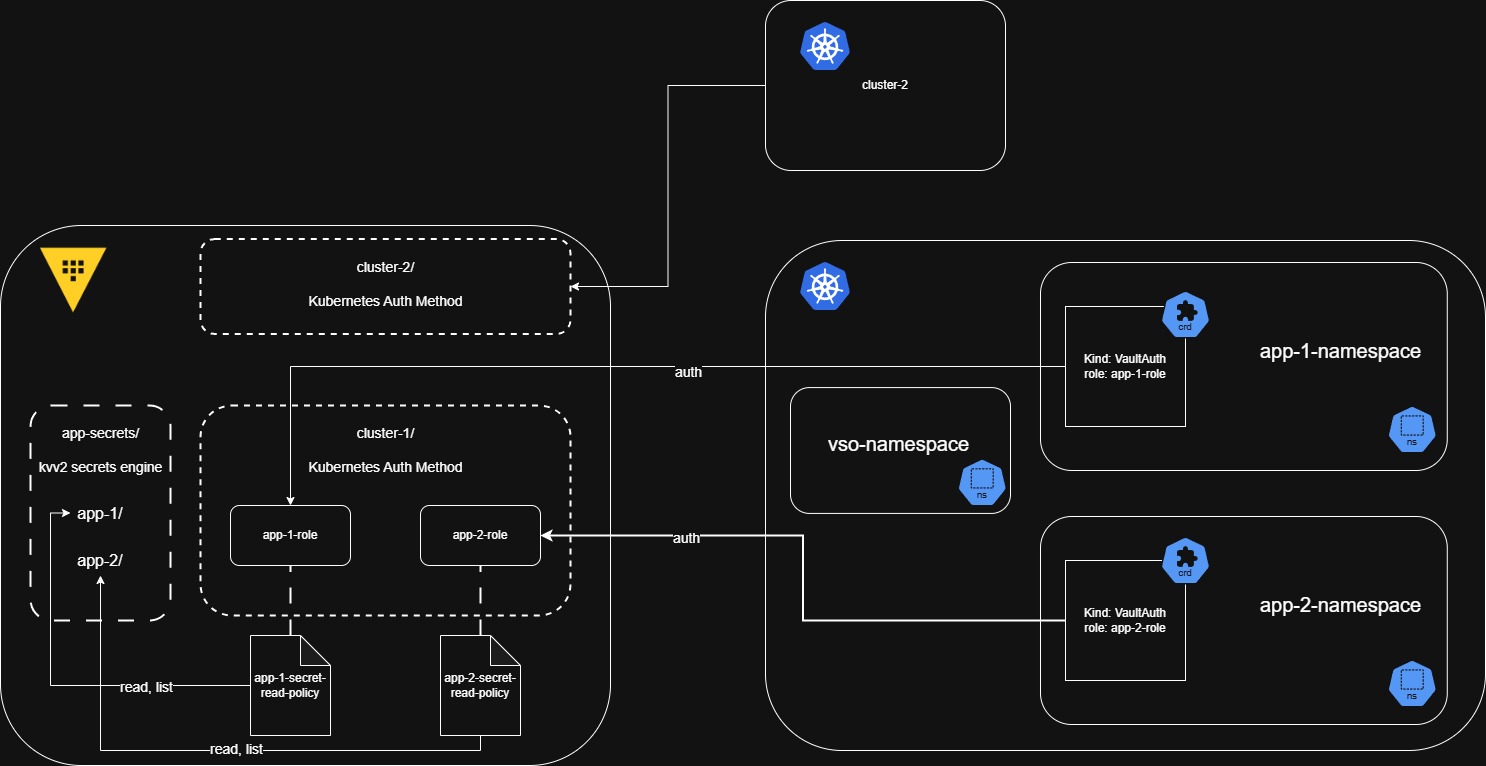 cluster-2
cluster-2/
Kubernetes Auth Method
crd
Kind: VaultAuth
role: app-1-role
app-1-namespace
auth
ns
app-secrets/
kvv2 secrets engine
app-1/
app-2/
cluster-1/
Kubernetes Auth Method
app-1-role
app-2-role
vso-namespace
ns
auth
crd
Kind: VaultAuth
role: app-2-role
app-2-namespace
ns
app-1-secret-
read-policy
app-2-secret-
read-policy
read, list
read, list